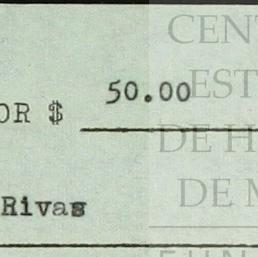 CENT
EST
50.00
OR $
DE H
Rivas
DE M